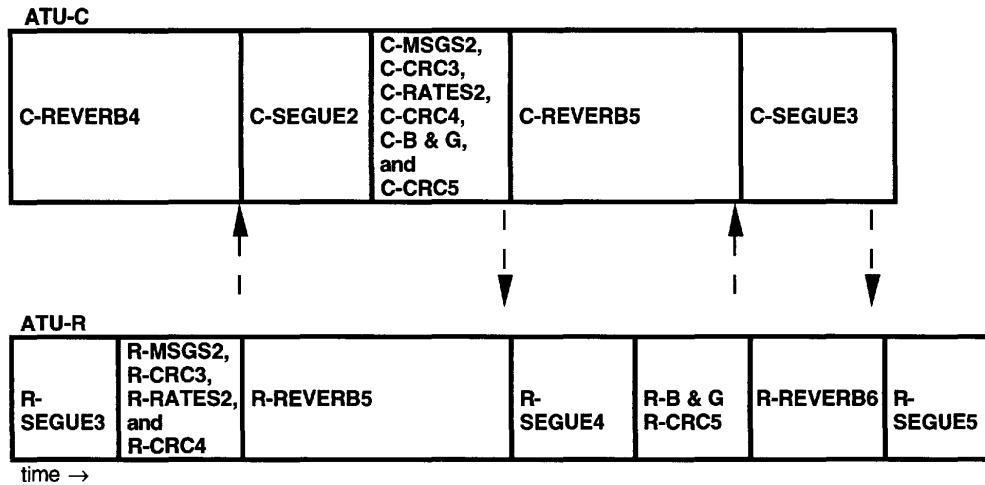 ATU-C
C-REVERB4
C-SEGUE2
C-MSGS2,
C-CRC3,
C-RATES2,
C-CRC4,
C-B & G,
and
C-CRC5
C-REVERB5
C-SEGUE3
ATU-R
R-
SEGUE3
R-MSGS2,
R-CRC3,
R-RATES2,
and
R-CRC4
R-REVERB5
R-
SEGUE4
R-B & G
R-CRC5
R-REVERB6
R-
SEGUE5
time →